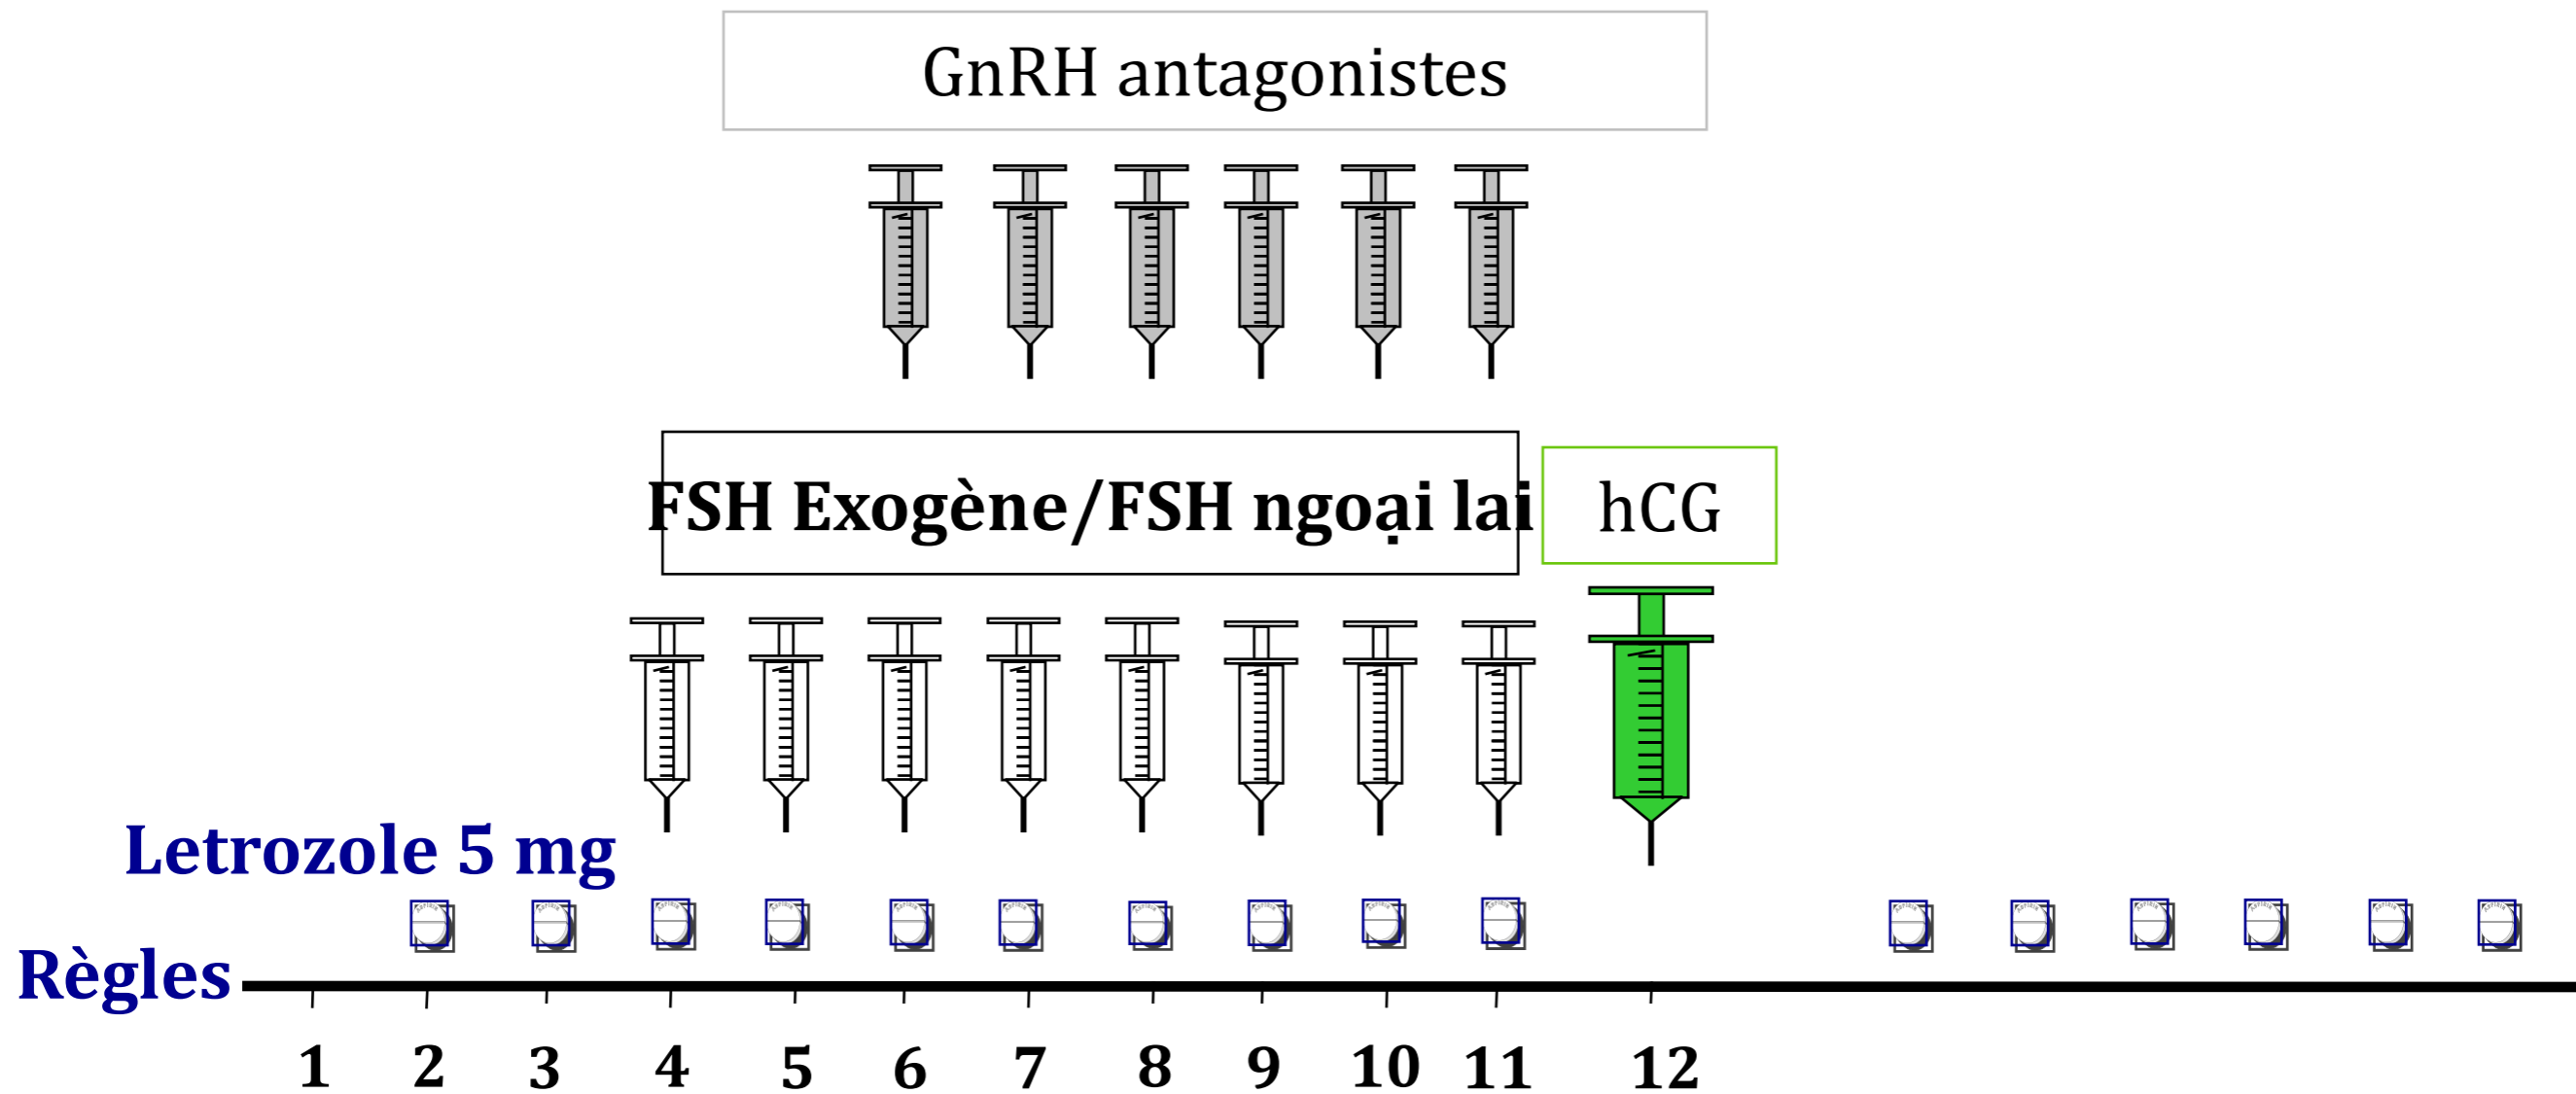 GnRH antagonistes
FSH Exogène/FSH ngoại lai
hCG
Letrozole 5 mg
Règles
1 2 3 4 5 6 7 8 9 10 11 12